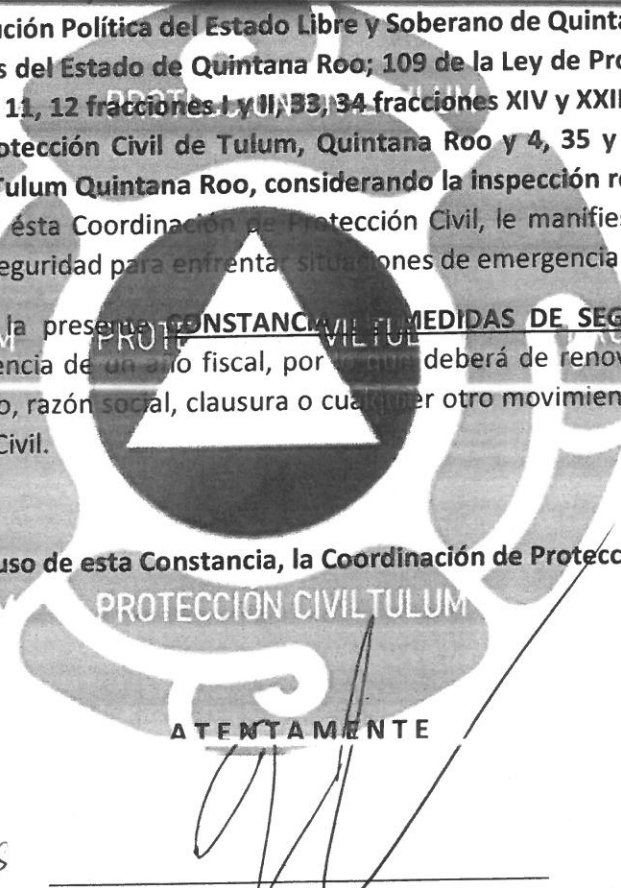 ución Política del Estado Libre y Soberano de Quinta
s del Estado de Quintana Roo; 109 de la Ley de Pro
11, 12 fracciones I y II, 33, 34 fracciones XIV y XXII
otección Civil de Tulum, Quintana Roo y 4, 35 y
Tulum Quintana Roo, considerando la inspección re
ésta Coordinación de Protección Civil, le manifies
eguridad para enfrentar situaciones de emergencia
la presente CONSTANCIA MEDIDAS DE SEG
PROTE VILTUL
encia de un año fiscal, por lo que deberá de renov
o, razón social, clausura o cualquier otro movimien
Civil.
uso de esta Constancia, la Coordinación de Protecc
PROTECCIÓN CIVILTULUM
ATENTAMENTE